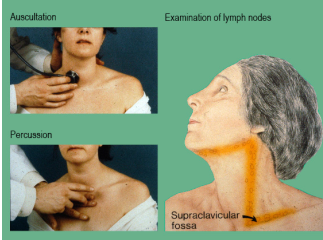 Auscultation
Examination of lymph nodes
Percussion
Supraclavicular
fossa